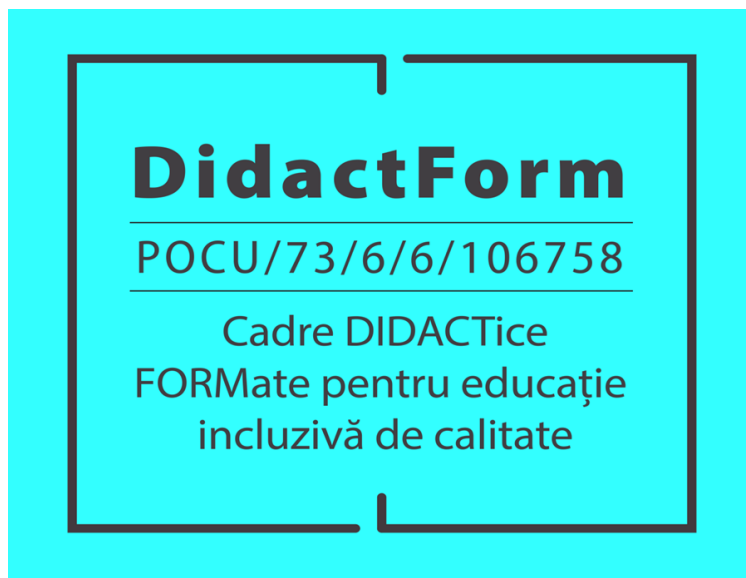 DidactForm
POCU/73/6/6/106758
Cadre DIDACTice
FORMate pentru educație
incluzivă de calitate